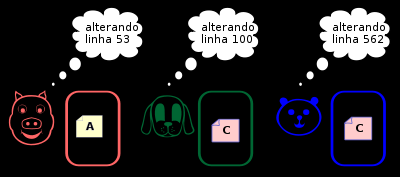 alterando
linha 53
alterando
linha 100
alterando
linha 562
A
C
C